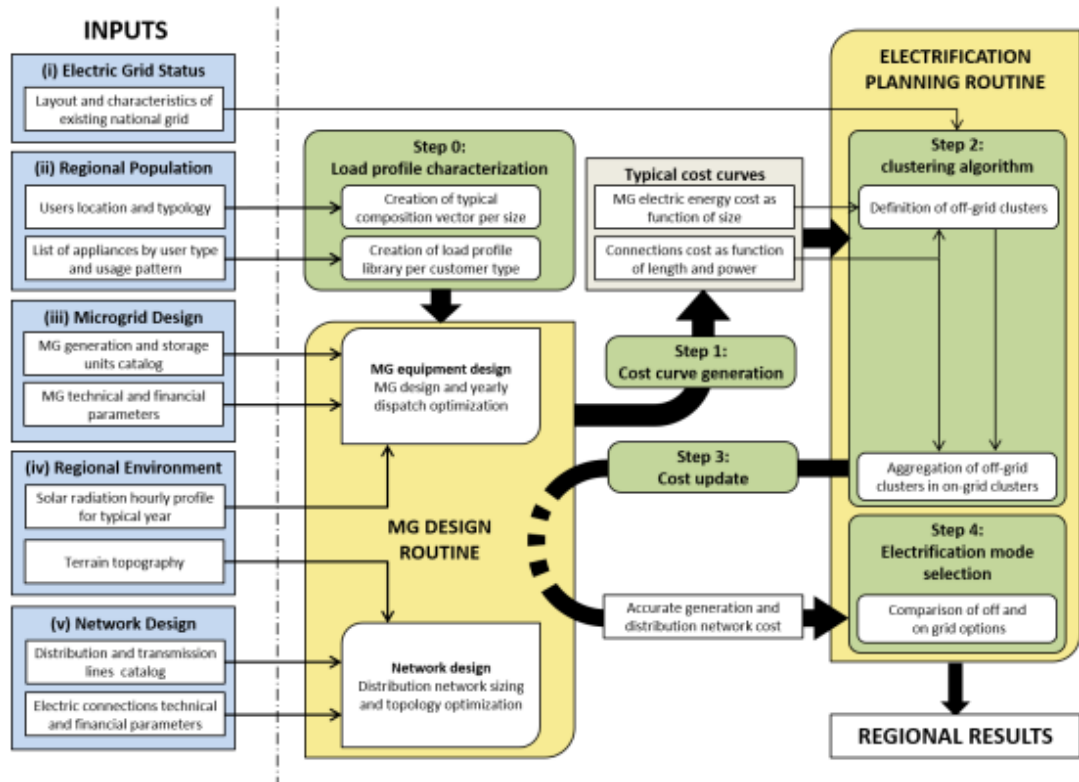 INPUTS
(i) Electric Grid Status
Layout and characteristics of
existing national grid
(ii) Regional Population
Users location and typology
List of appliances by user type
and usage pattern
(iii) Microgrid Design
MG generation and storage
units catalog
MG technical and financial
parameters
(iv) Regional Environment
Solar radiation hourly profile
for typical year
Terrain topography
(v) Network Design
Distribution and transmission
lines catalog
Electric connections technical
and financial parameters
Step 0:
Load profile characterization
Creation of typical
composition vector per size
Creation of load profile
library per customer type
MG equipment design
MG design and yearly
dispatch optimization
MG DESIGN
ROUTINE
Network design
Distribution network sizing
and topology optimization
Typical cost curves
MG electric energy cost as
function of size
Connections cost as function
of length and power
Step 1:
Cost curve generation
Step 3:
Cost update
Accurate generation and
distribution network cost
ELECTRIFICATION
PLANNING ROUTINE
Step 2:
clustering algorithm
Definition of off-grid clusters
Aggregation of off-grid
clusters in on-grid clusters
Step 4:
Electrification mode
selection
Comparison of off and
on grid options
REGIONAL RESULTS